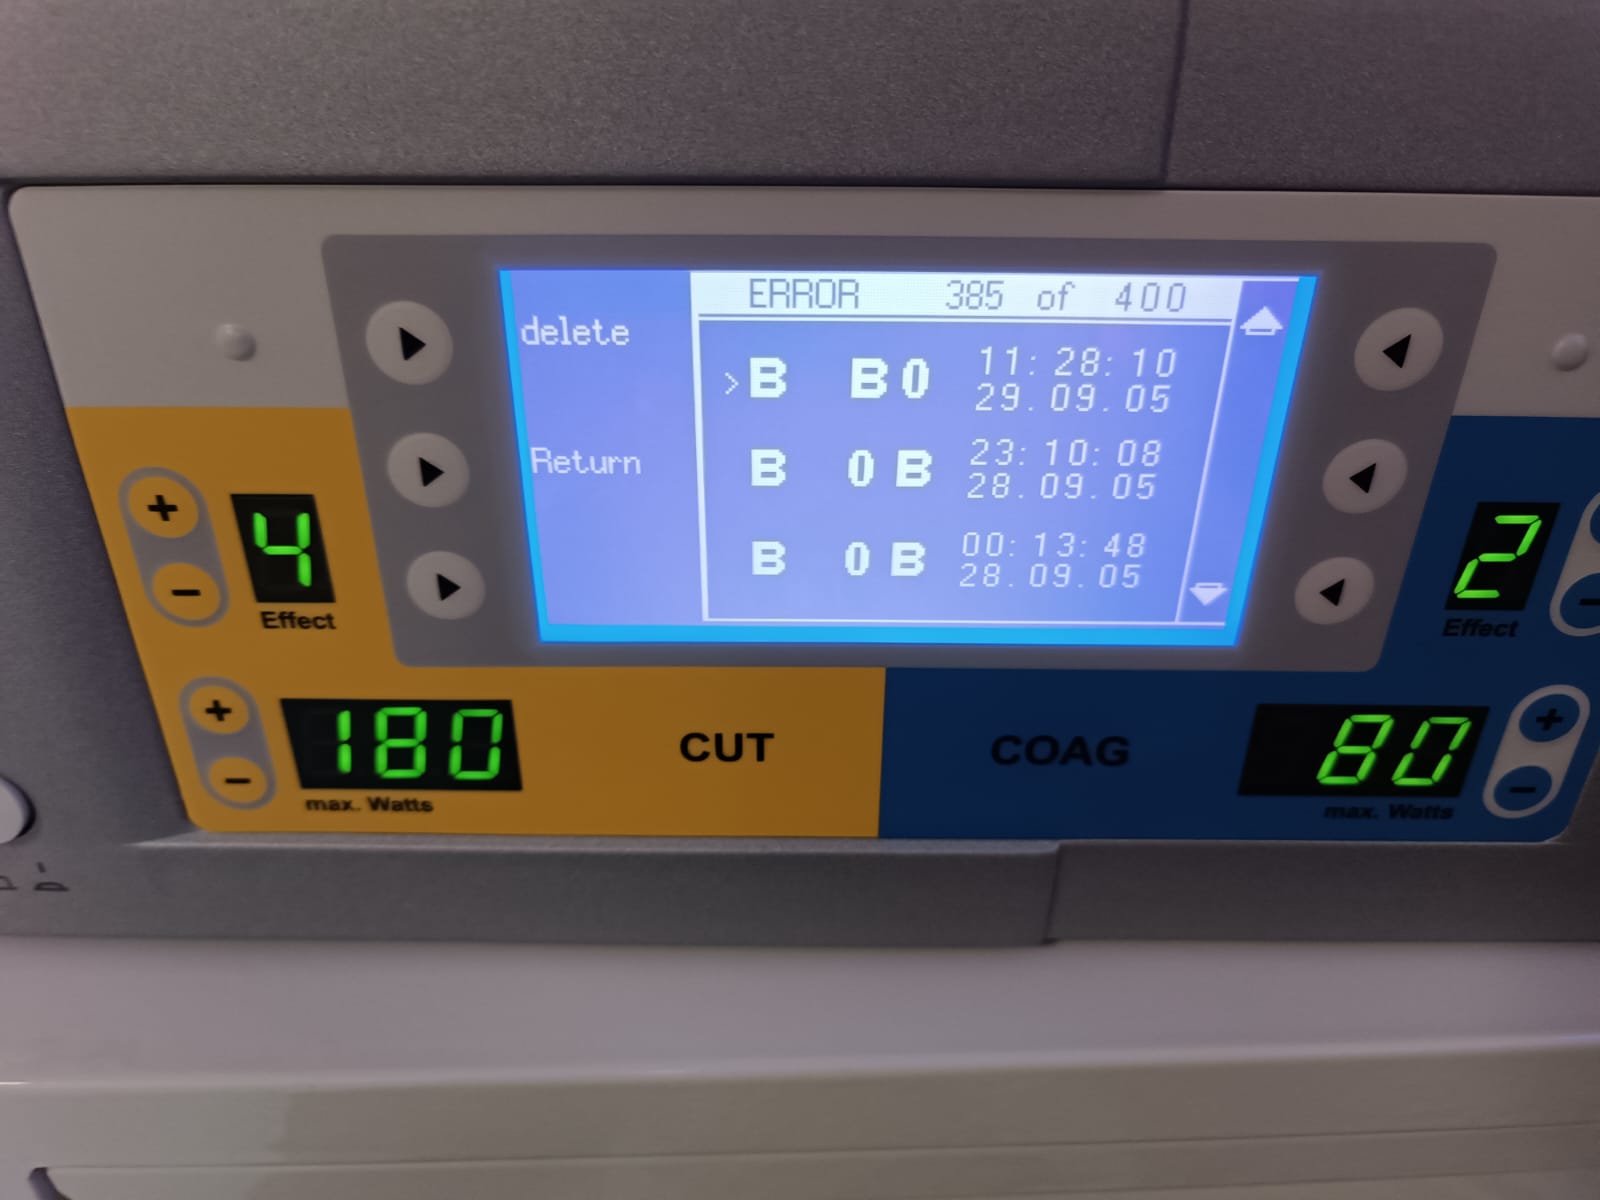 ERROR 385 of 400
delete
> B B0 11:28:10
29.09.05
Return
B 0B 23:10:08
28.09.05
B 0B 00:13:48
28.09.05
+
-
4
Effect
2
Effect
-
+
-
180
max. Watts
CUT
COAG
80
max. Watts
+
-